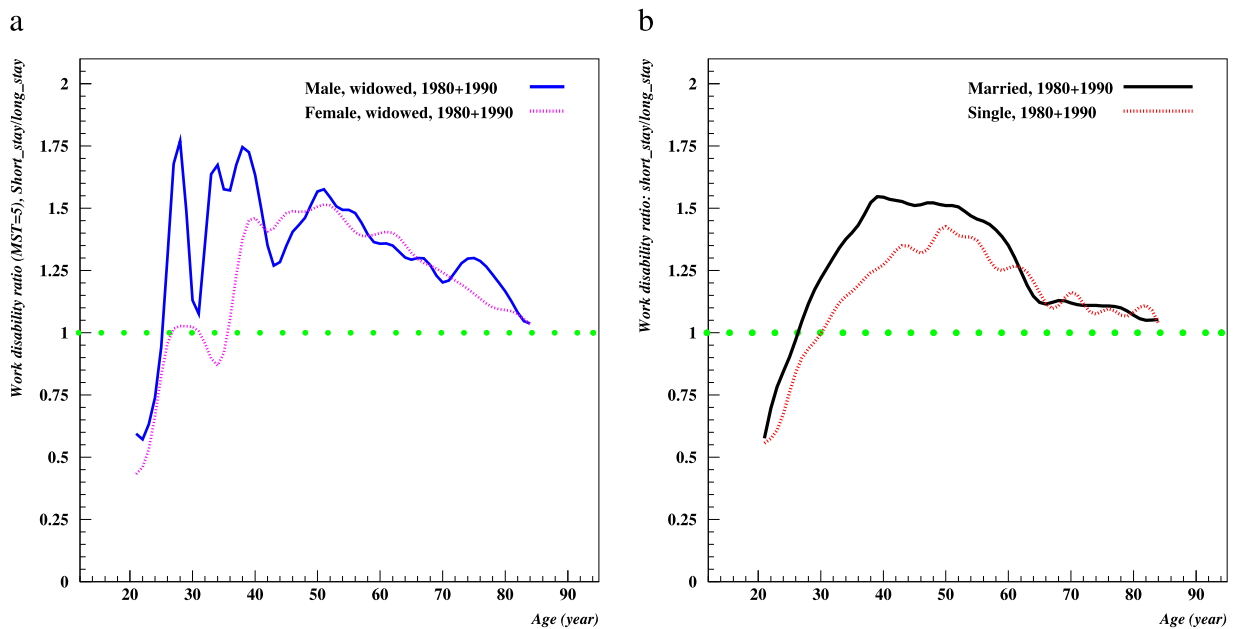 a
Work disability ratio (MST=5), Short_stay/long_stay
Male, widowed, 1980+1990
Female, widowed, 1980+1990
2
1.75
1.5
1.25
1
0.75
0.5
0.25
0
20 30 40 50 60 70 80 90
Age (year)
b
Work disability ratio: short_stay/long_stay
Married, 1980+1990
Single, 1980+1990
2
1.75
1.5
1.25
1
0.75
0.5
0.25
0
20 30 40 50 60 70 80 90
Age (year)